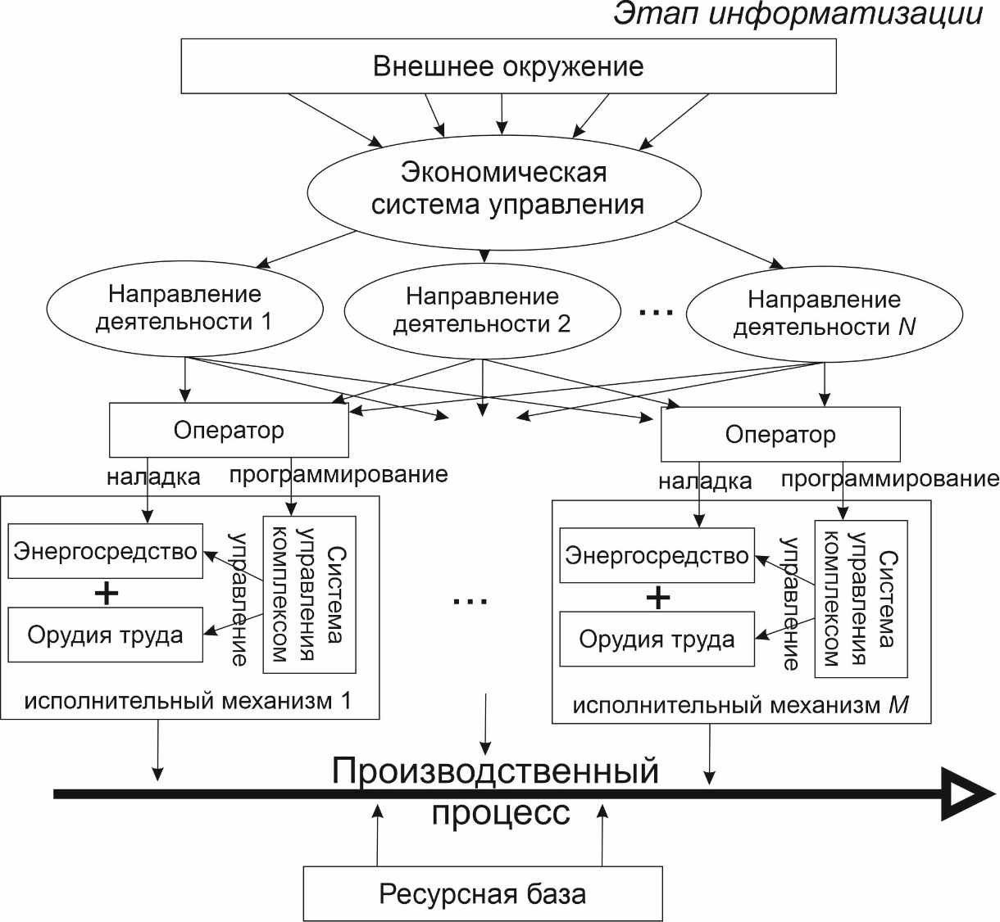 Этап информатизации
Внешнее окружение
Экономическая
система управления
Направление
деятельности 1
Направление
деятельности 2
...
Направление
деятельности N
Оператор
Оператор
наладка
программирование
наладка
программирование
Энергосредство
+
Орудия труда
управление
Система
управления
комплексом
исполнительный механизм 1
...
Энергосредство
+
Орудия труда
управление
Система
управления
комплексом
исполнительный механизм M
Производственный
процесс
Ресурсная база